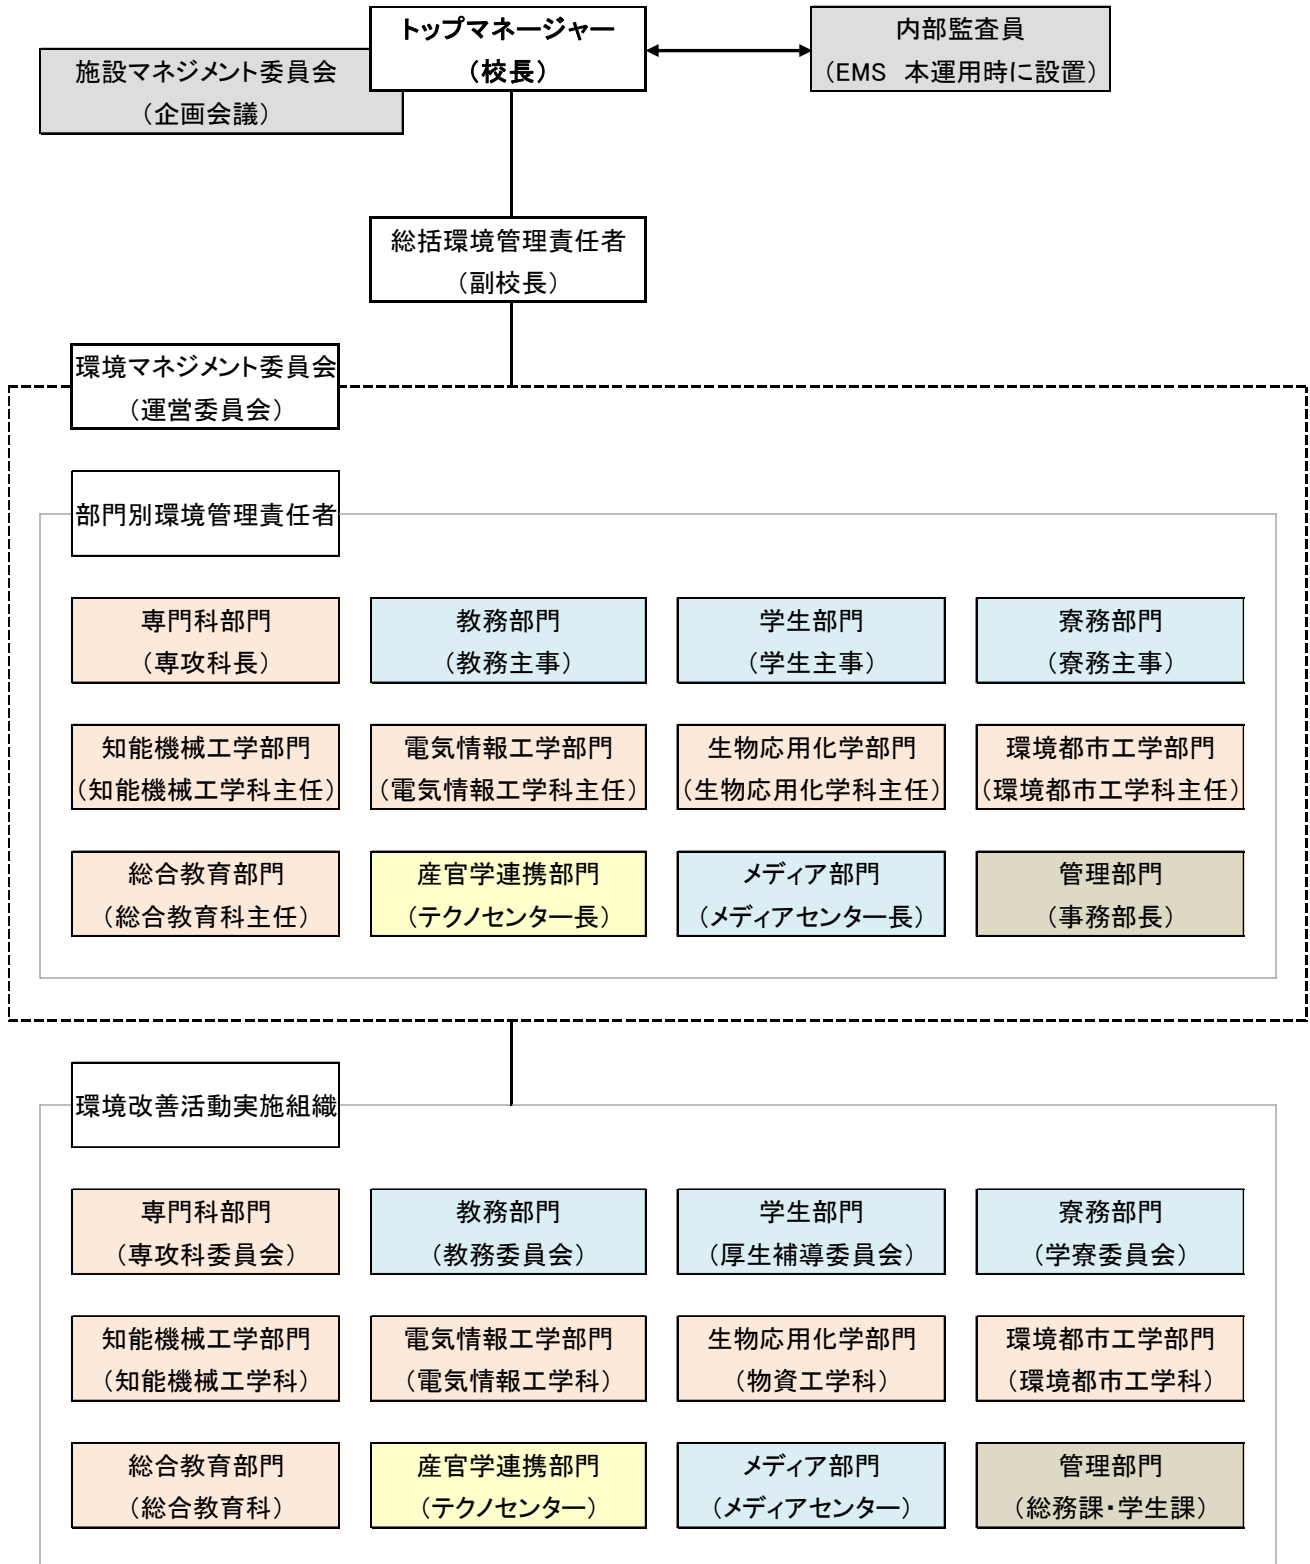 トップマネージャー
（校長）
内部監査員
（EMS 本運用時に設置）
施設マネジメント委員会
（企画会議）
総括環境管理責任者
（副校長）
環境マネジメント委員会
（運営委員会）
部門別環境管理責任者
専門科部門
（専攻科長）
教務部門
（教務主事）
学生部門
（学生主事）
寮務部門
（寮務主事）
知能機械工学部門
（知能機械工学科主任）
電気情報工学部門
（電気情報工学科主任）
生物応用化学部門
（生物応用化学科主任）
環境都市工学部門
（環境都市工学科主任）
総合教育部門
（総合教育科主任）
産官学連携部門
（テクノセンター長）
メディア部門
（メディアセンター長）
管理部門
（事務部長）
環境改善活動実施組織
専門科部門
（専攻科委員会）
教務部門
（教務委員会）
学生部門
（厚生補導委員会）
寮務部門
（学寮委員会）
知能機械工学部門
（知能機械工学科）
電気情報工学部門
（電気情報工学科）
生物応用化学部門
（物資工学科）
環境都市工学部門
（環境都市工学科）
総合教育部門
（総合教育科）
産官学連携部門
（テクノセンター）
メディア部門
（メディアセンター）
管理部門
（総務課・学生課）